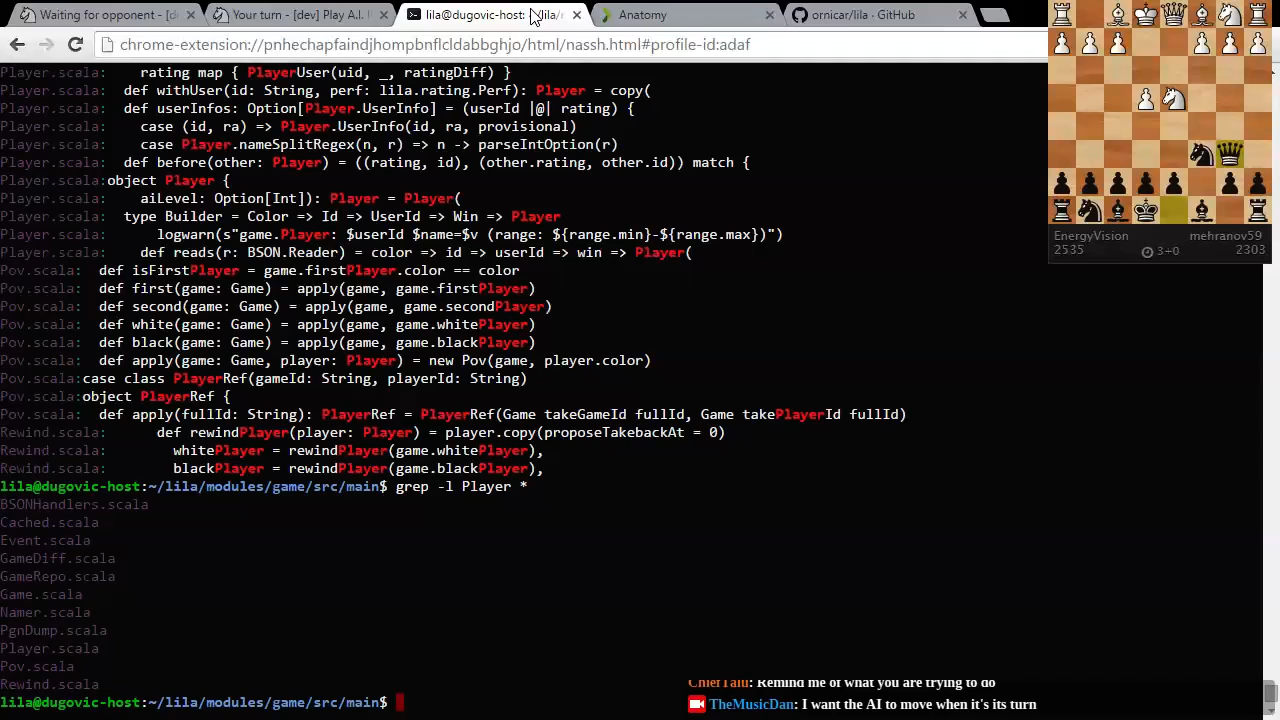 Waiting for opponent - [d
Your turn - [dev] Play A.I.
lila@dugovic-host: ~/lila/
Anatomy
ornicar/lila - GitHub
chrome-extension://pnhechapfaindjhompbnflcldabbghjo/html/nassh.html#profile-id:adaf
Player.scala:    rating map { PlayerUser(uid, _, ratingDiff) }
Player.scala:  def withUser(id: String, perf: lila.rating.Perf): Player = copy(
Player.scala:  def userInfos: Option[Player.UserInfo] = (userId |@| rating) {
Player.scala:    case (id, ra) => Player.UserInfo(id, ra, provisional)
Player.scala:    case Player.nameSplitRegex(n, r) => n -> parseIntOption(r)
Player.scala:  def before(other: Player) = ((rating, id), (other.rating, other.id)) match {
Player.scala:object Player {
Player.scala:    aiLevel: Option[Int]): Player = Player(
Player.scala:  type Builder = Color => Id => UserId => Win => Player
Player.scala:      logwarn(s"game.Player: $userId $name=$v (range: ${range.min}-${range.max})")
Player.scala:    def reads(r: BSON.Reader) = color => id => userId => win => Player(
Pov.scala:  def isFirstPlayer = game.firstPlayer.color == color
Pov.scala:  def first(game: Game) = apply(game, game.firstPlayer)
Pov.scala:  def second(game: Game) = apply(game, game.secondPlayer)
Pov.scala:  def white(game: Game) = apply(game, game.whitePlayer)
Pov.scala:  def black(game: Game) = apply(game, game.blackPlayer)
Pov.scala:  def apply(game: Game, player: Player) = new Pov(game, player.color)
Pov.scala:case class PlayerRef(gameId: String, playerId: String)
Pov.scala:object PlayerRef {
Pov.scala:  def apply(fullId: String): PlayerRef = PlayerRef(Game takeGameId fullId, Game takePlayerId fullId)
Rewind.scala:      def rewindPlayer(player: Player) = player.copy(proposeTakebackAt = 0)
Rewind.scala:        whitePlayer = rewindPlayer(game.whitePlayer),
Rewind.scala:        blackPlayer = rewindPlayer(game.blackPlayer),
lila@dugovic-host:~/lila/modules/game/src/main$ grep -l Player *
BSONHandlers.scala
Cached.scala
Event.scala
GameDiff.scala
GameRepo.scala
Game.scala
Namer.scala
PgnDump.scala
Player.scala
Pov.scala
Rewind.scala
lila@dugovic-host:~/lila/modules/game/src/main$
EnergyVision mehranov59
2535 3+0 2303
ChiefTalu: Remind me of what you are trying to do
TheMusicDan: I want the AI to move when it's its turn